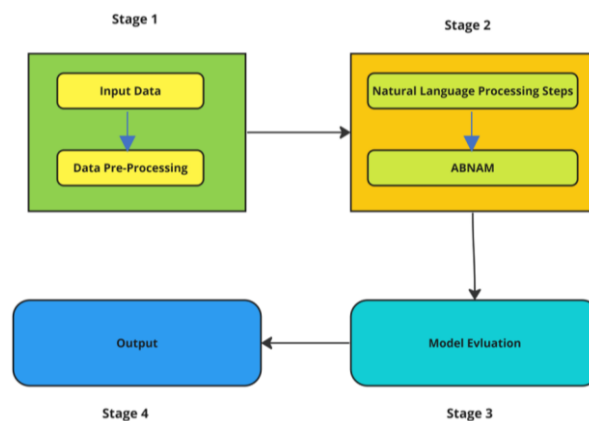 Stage 1
Stage 2
Input Data
Data Pre-Processing
Natural Language Processing Steps
ABNAM
Output
Model Evluation
Stage 4
Stage 3